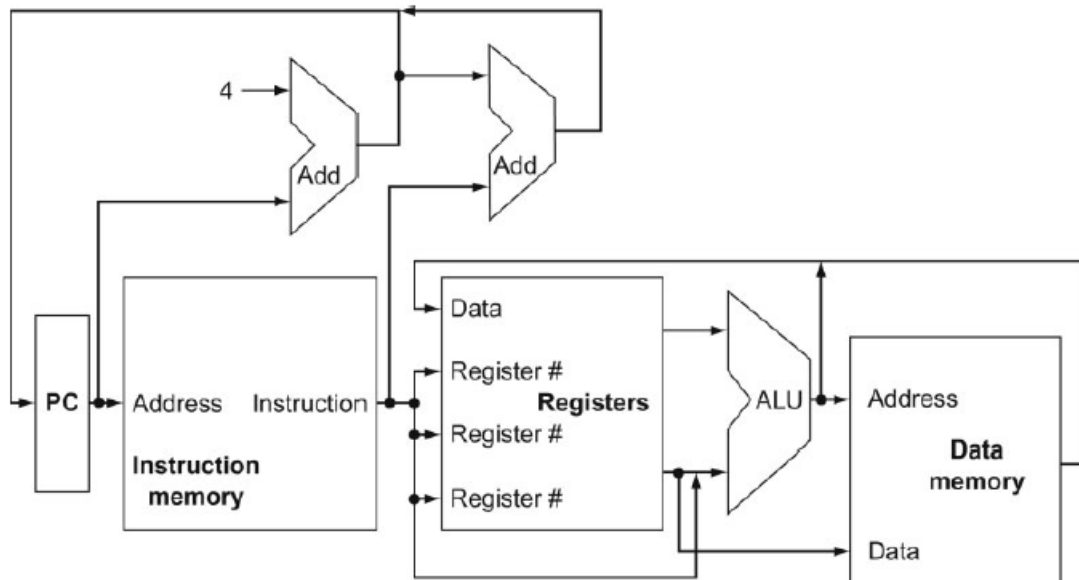 4
Add
Add
Data
Register #
PC
Address
Instruction
Registers
ALU
Address
Register #
Instruction
memory
Data
memory
Register #
Data